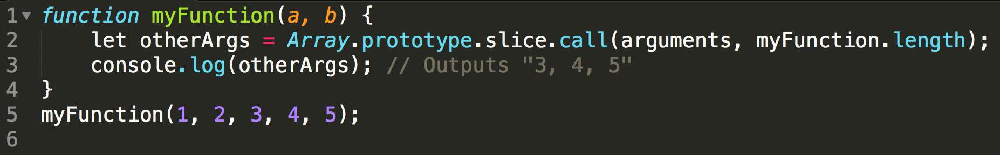 1 function myFunction(a, b) {
2     let otherArgs = Array.prototype.slice.call(arguments, myFunction.length);
3     console.log(otherArgs); // Outputs "3, 4, 5"
4 }
5 myFunction(1, 2, 3, 4, 5);
6